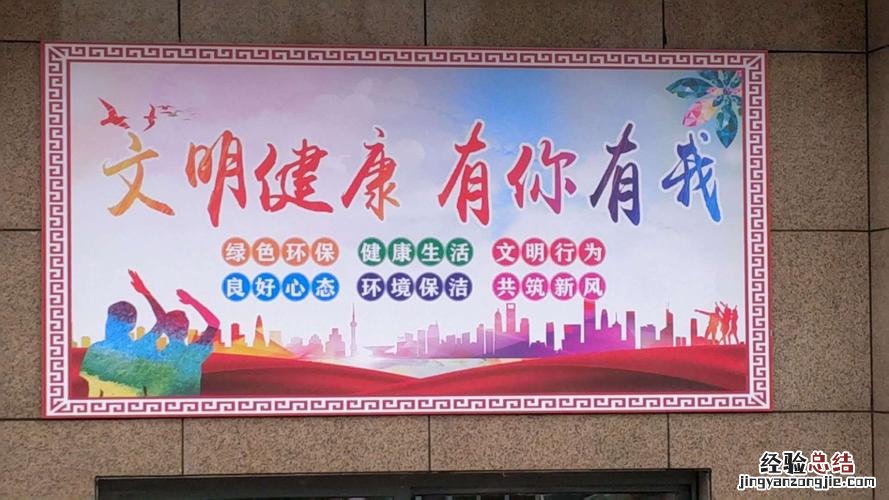 文明健康 有你有我
绿色环保 健康生活 文明行为
良好心态 环境保洁 共筑新风
经验总结
jingyanzongjie.com